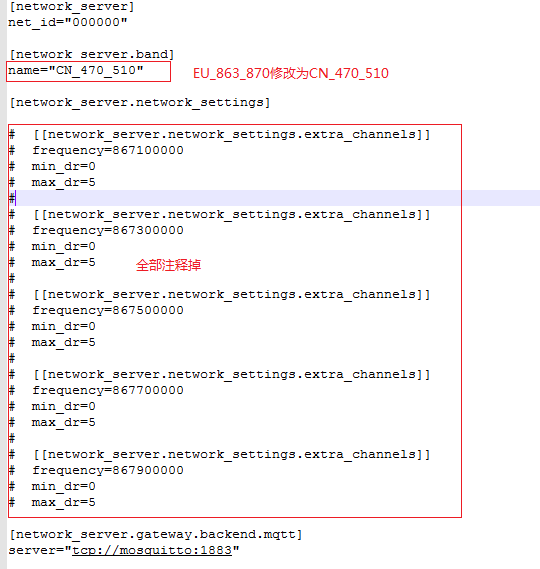 [network_server]
net_id="000000"
[network_server.band]
name="CN_470_510"
EU_863_870修改为CN_470_510
[network_server.network_settings]
#  [[network_server.network_settings.extra_channels]]
#  frequency=867100000
#  min_dr=0
#  max_dr=5
#
#  [[network_server.network_settings.extra_channels]]
#  frequency=867300000
#  min_dr=0
#  max_dr=5
全部注释掉
#
#  [[network_server.network_settings.extra_channels]]
#  frequency=867500000
#  min_dr=0
#  max_dr=5
#
#  [[network_server.network_settings.extra_channels]]
#  frequency=867700000
#  min_dr=0
#  max_dr=5
#
#  [[network_server.network_settings.extra_channels]]
#  frequency=867900000
#  min_dr=0
#  max_dr=5
[network_server.gateway.backend.mqtt]
server="tcp://mosquitto:1883"